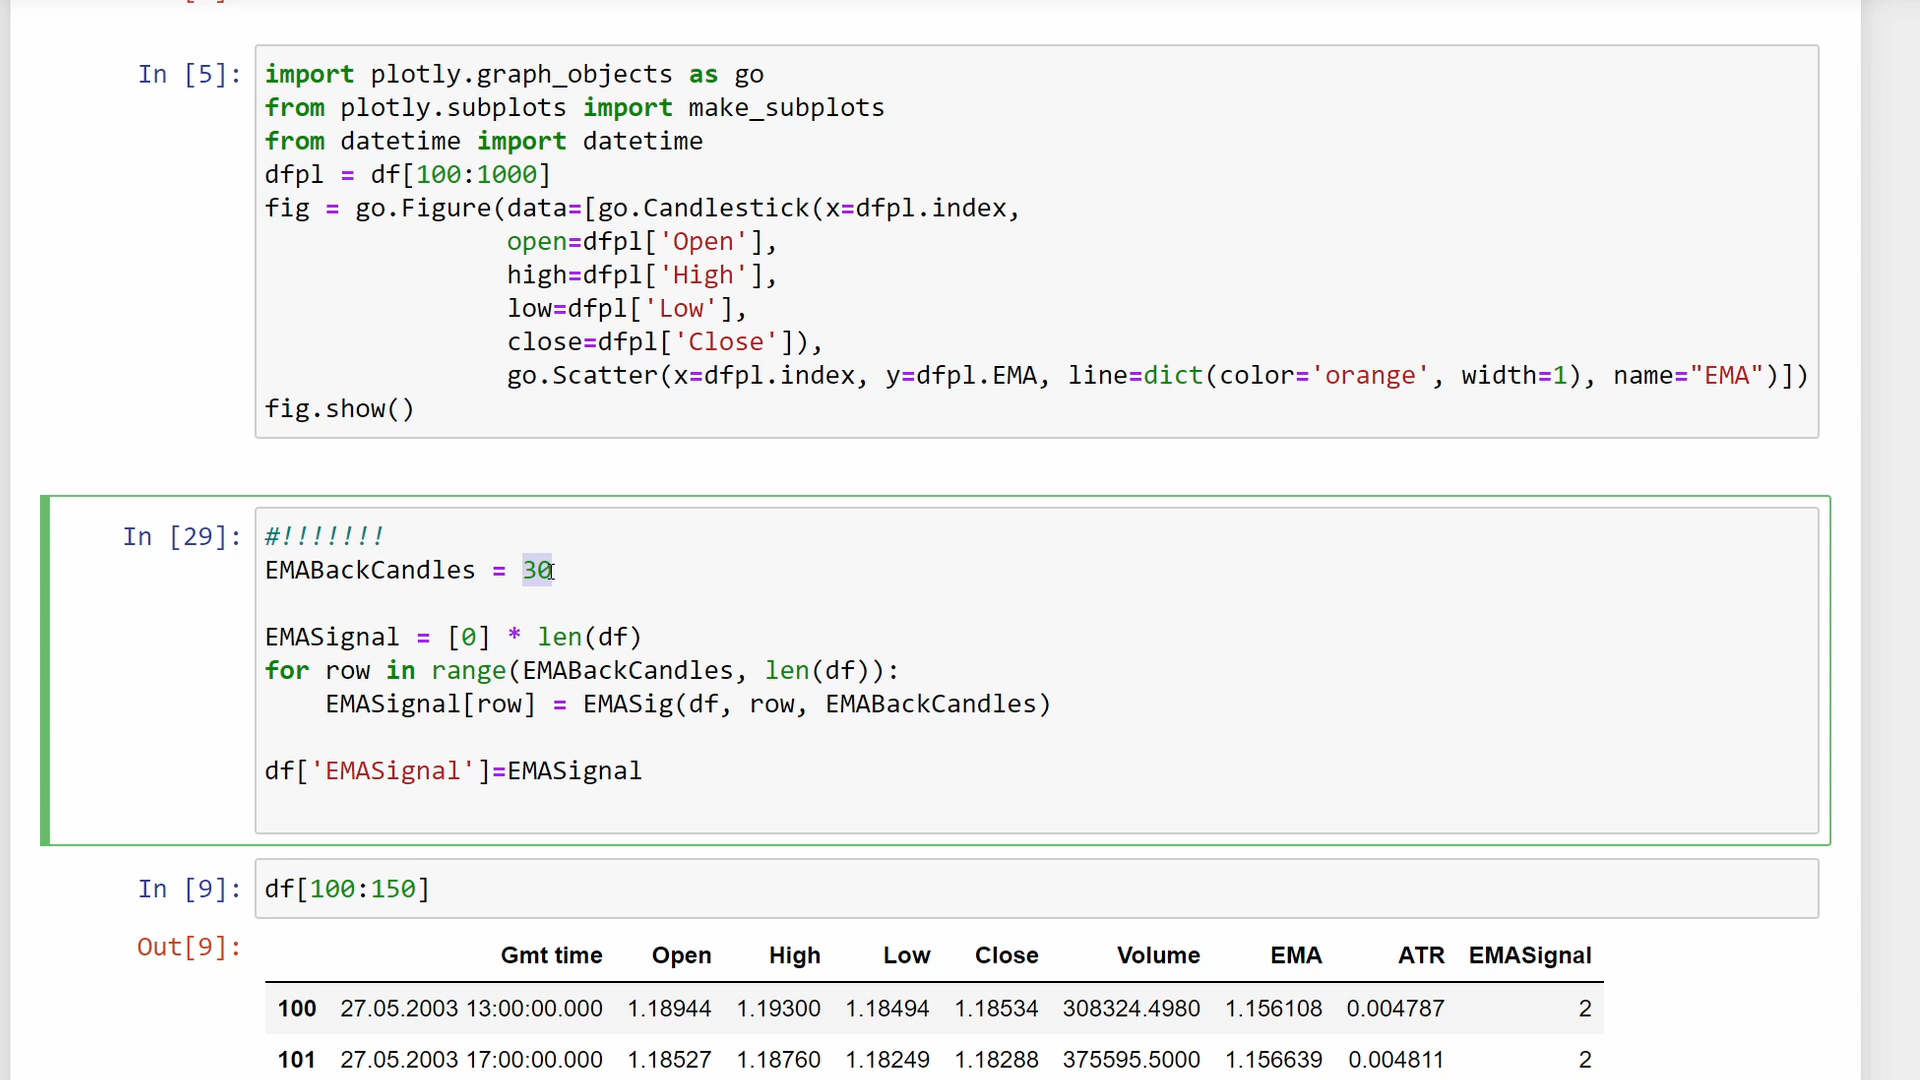 In [5]:
import plotly.graph_objects as go
from plotly.subplots import make_subplots
from datetime import datetime
dfpl = df[100:1000]
fig = go.Figure(data=[go.Candlestick(x=dfpl.index,
                open=dfpl['Open'],
                high=dfpl['High'],
                low=dfpl['Low'],
                close=dfpl['Close']),
                go.Scatter(x=dfpl.index, y=dfpl.EMA, line=dict(color='orange', width=1), name="EMA")])
fig.show()
In [29]:
#!!!!!!!
EMABackCandles = 30
EMASignal = [0] * len(df)
for row in range(EMABackCandles, len(df)):
    EMASignal[row] = EMASig(df, row, EMABackCandles)
df['EMASignal']=EMASignal
In [9]:
df[100:150]
Out[9]:
Gmt time Open High Low Close Volume EMA ATR EMASignal
100 27.05.2003 13:00:00.000 1.18944 1.19300 1.18494 1.18534 308324.4980 1.156108 0.004787 2
101 27.05.2003 17:00:00.000 1.18527 1.18760 1.18249 1.18288 375595.5000 1.156639 0.004811 2